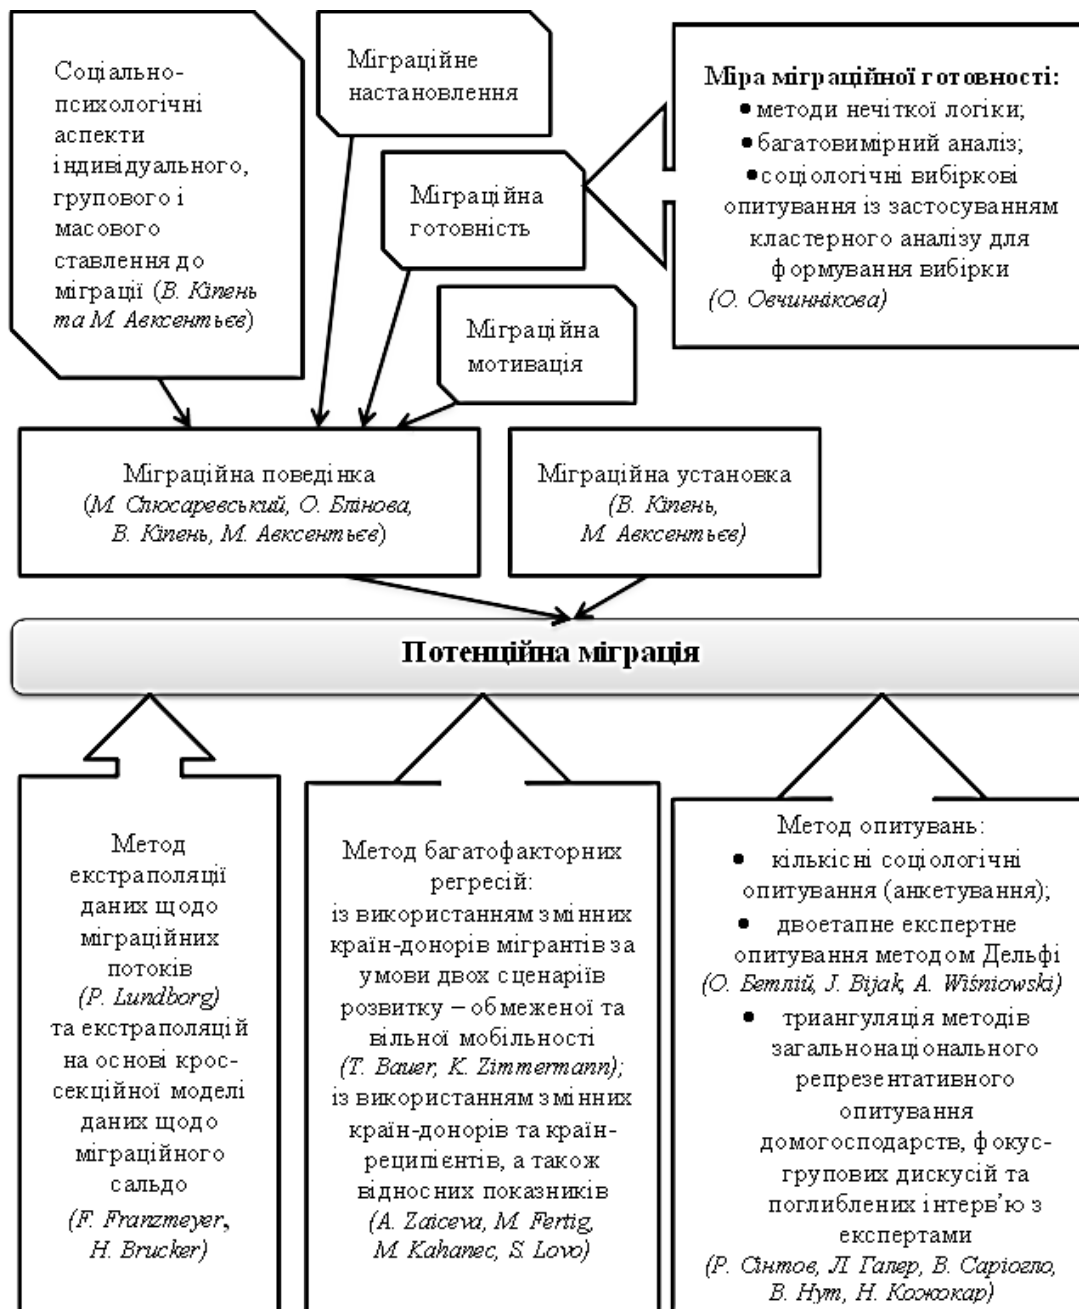 Соціально-
психологічні
аспекти
індивідуального,
групового і
масового
ставлення до
міграції (В. Кіпень
та М. Авксентьєв)
Міграційне
настановлення
Міграційна
готовність
Міграційна
мотивація
Міра міграційної готовності:
● методи нечіткої логіки;
● багатовимірний аналіз;
● соціологічні вибіркові
опитування із застосуванням
кластерного аналізу для
формування вибірки
(О. Овчиннікова)
Міграційна поведінка
(М. Слюсаревський, О. Блінова,
В. Кіпень, М. Авксентьєв)
Міграційна установка
(В. Кіпень,
М. Авксентьєв)
Потенційна міграція
Метод
екстраполяції
даних щодо
міграційних
потоків
(P. Lundborg)
та екстраполяцій
на основі крос-
секційної моделі
даних щодо
міграційного
сальдо
(F. Franzmeyer,
H. Brucker)
Метод багатофакторних
регресій:
із використанням змінних
країн-донорів мігрантів за
умови двох сценаріїв
розвитку – обмеженої та
вільної мобільності
(T. Bauer, K. Zimmermann);
із використанням змінних
країн-донорів та країн-
реципієнтів, а також
відносних показників
(A. Zaiceva, M. Fertig,
M. Kahanec, S. Lovo)
Метод опитувань:
● кількісні соціологічні
опитування (анкетування);
● двоетапне експертне
опитування методом Дельфі
(О. Бетлій, J. Bijak, A. Wiśniowski)
● триангуляція методів
загальнонаціонального
репрезентативного
опитування
домогосподарств, фокус-
групових дискусій та
поглиблених інтерв’ю з
експертами
(Р. Сінтов, Л. Галер, В. Саріогло,
В. Нут, Н. Кожокар)